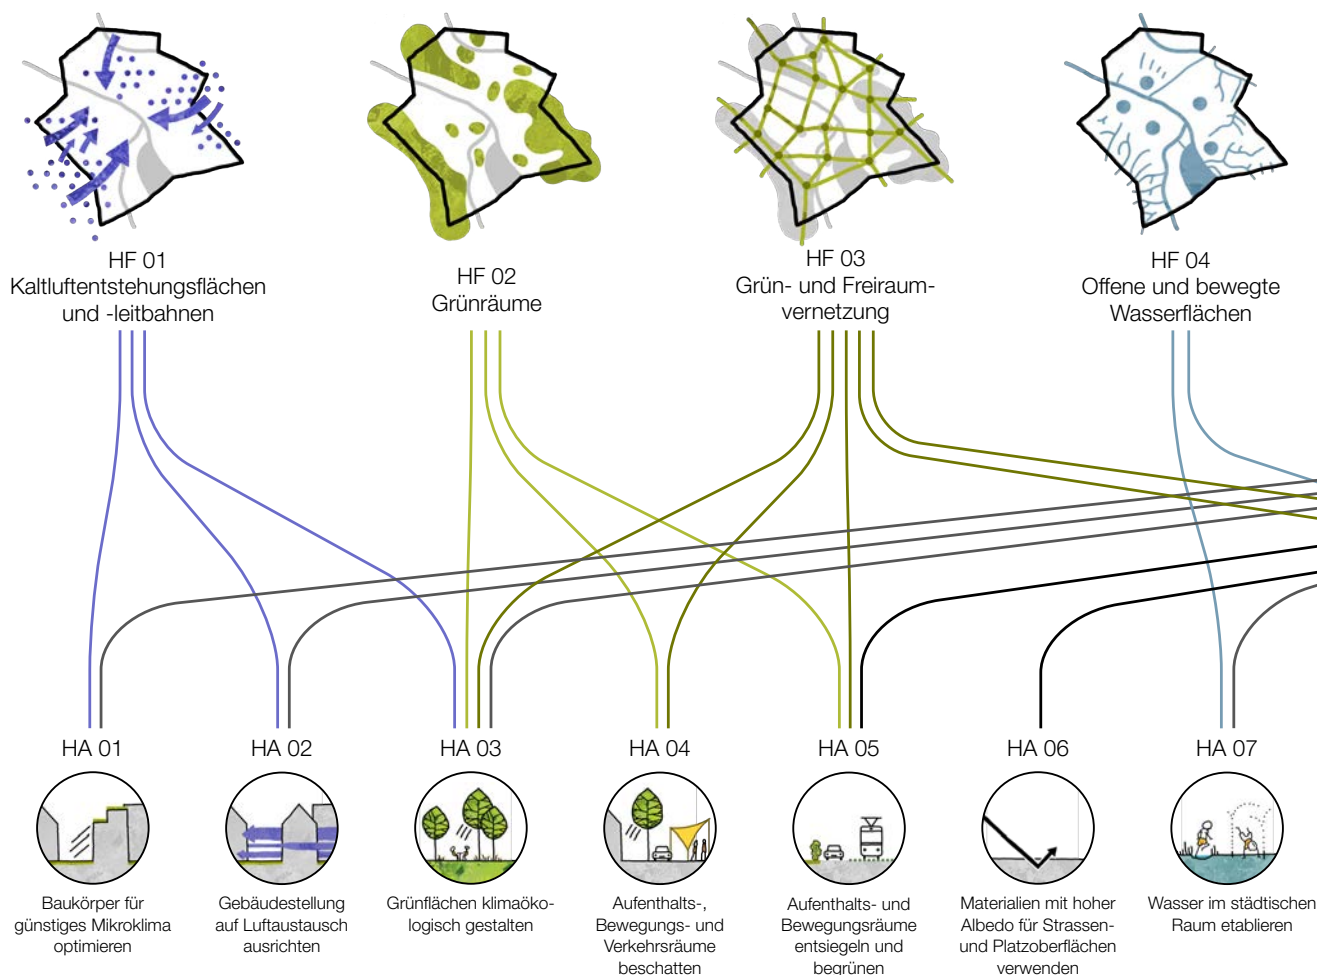 HF 01
Kaltluftentstehungsflächen
und -leitbahnen
HF 02
Grünräume
HF 03
Grün- und Freiraum-
vernetzung
HF 04
Offene und bewegte
Wasserflächen
HA 01
Baukörper für
günstiges Mikroklima
optimieren
HA 02
Gebäudestellung
auf Luftaustausch
ausrichten
HA 03
Grünflächen klimaöko-
logisch gestalten
HA 04
Aufenthalts-,
Bewegungs- und
Verkehrsräume
beschatten
HA 05
Aufenthalts- und
Bewegungsräume
entsiegeln und
begrünen
HA 06
Materialien mit hoher
Albedo für Strassen-
und Platzoberflächen
verwenden
HA 07
Wasser im städtischen
Raum etablieren